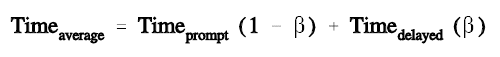 Time_average = Time_prompt (1 - β) + Time_delayed (β)